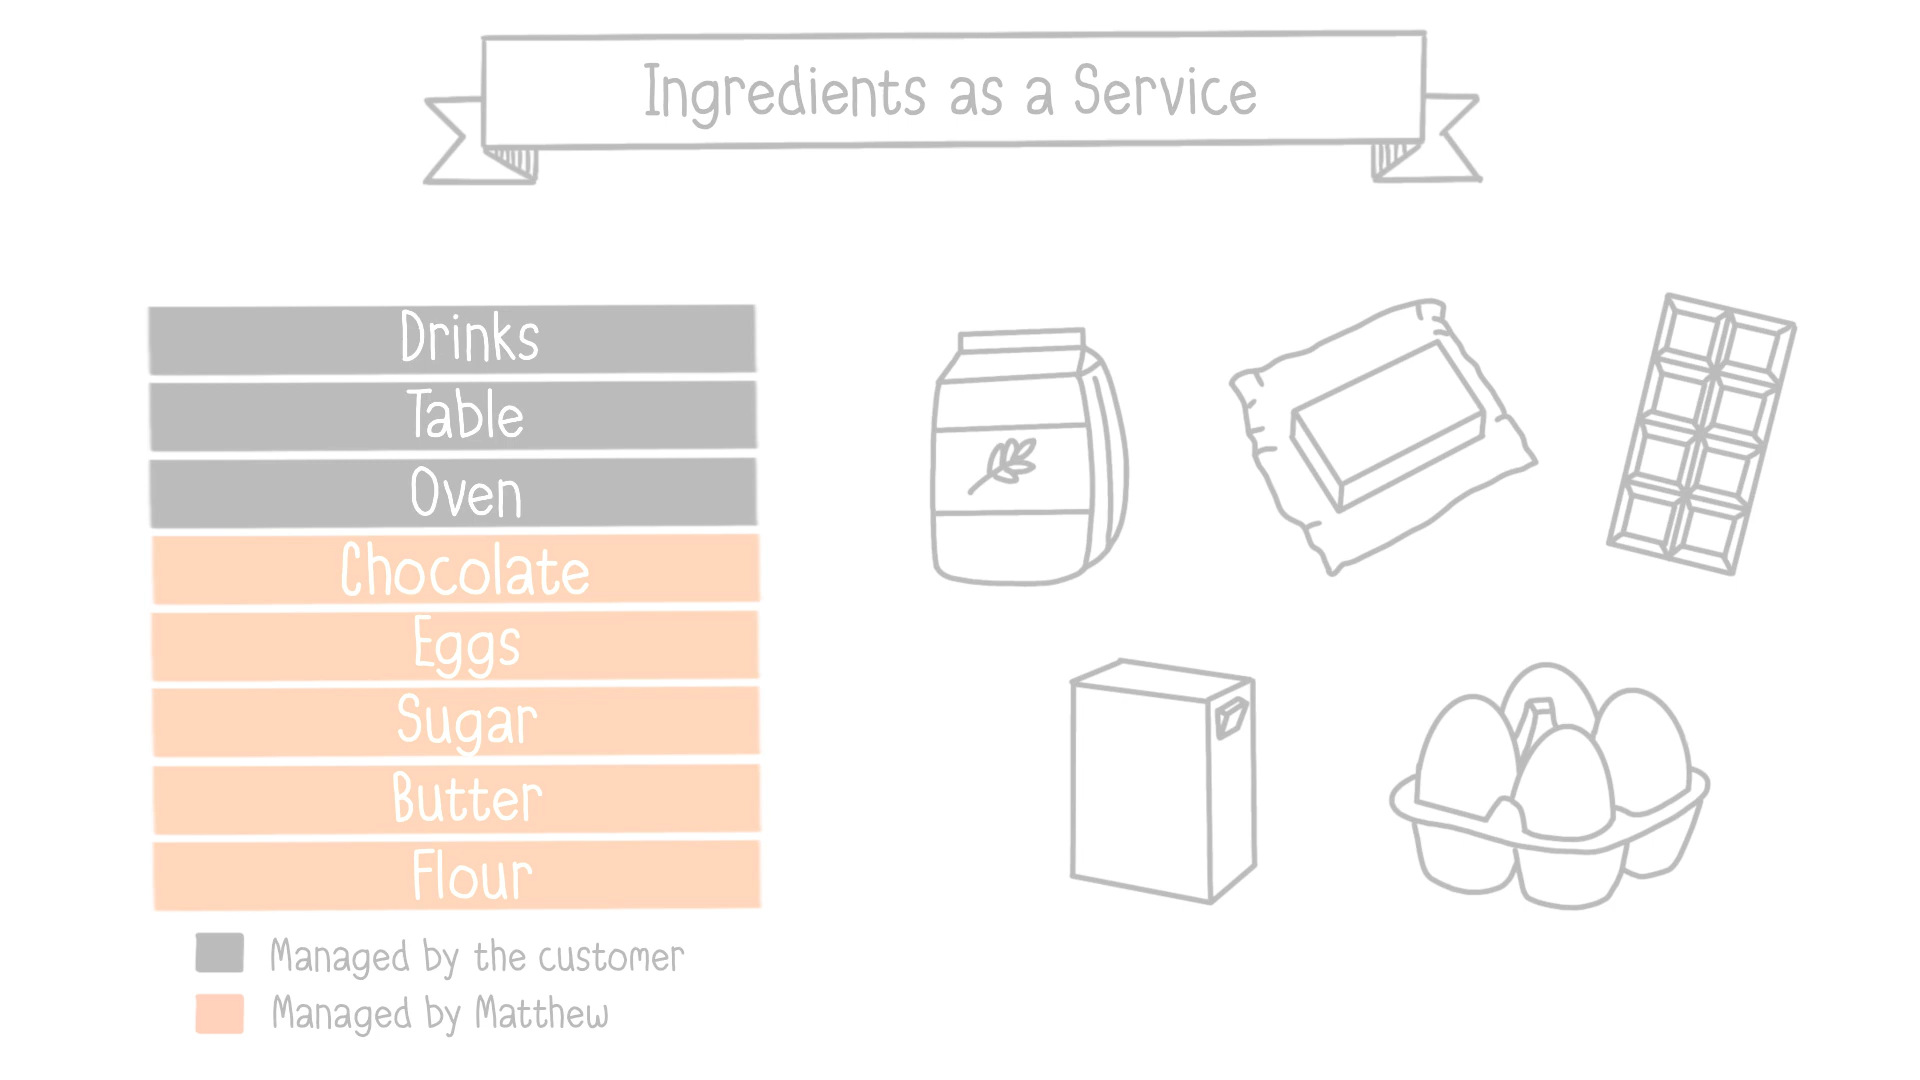 Ingredients as a Service
Drinks
Table
Oven
Chocolate
Eggs
Sugar
Butter
Flour
Managed by the customer
Managed by Matthew